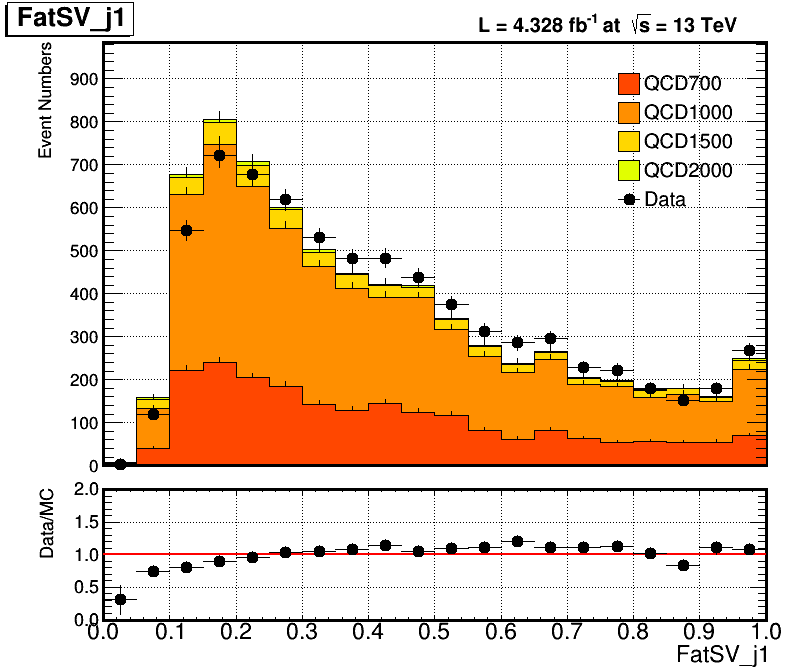 FatSV_j1
L = 4.328 fb-1 at √s = 13 TeV
Event Numbers
900
800
700
600
500
400
300
200
100
0
QCD700
QCD1000
QCD1500
QCD2000
Data
Data/MC
2.0
1.5
1.0
0.5
0.0
0.0 0.1 0.2 0.3 0.4 0.5 0.6 0.7 0.8 0.9 1.0
FatSV_j1